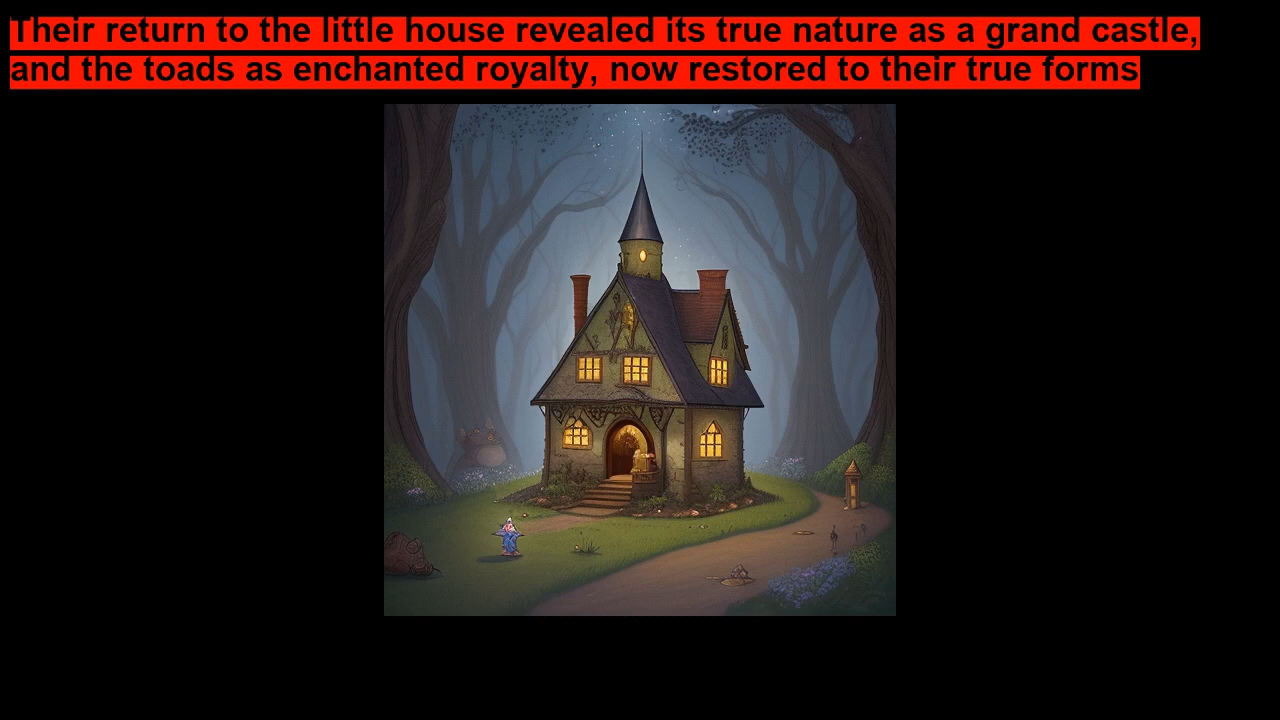 Their return to the little house revealed its true nature as a grand castle,
and the toads as enchanted royalty, now restored to their true forms